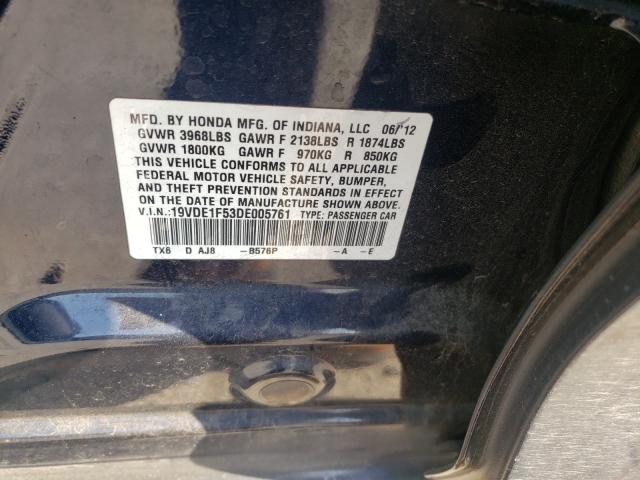 MFD. BY HONDA MFG. OF INDIANA, LLC 06/12
GVWR 3968LBS GAWR F 2138LBS R 1874LBS
GVWR 1800KG GAWR F 970KG R 850KG
THIS VEHICLE CONFORMS TO ALL APPLICABLE
FEDERAL MOTOR VEHICLE SAFETY, BUMPER,
AND THEFT PREVENTION STANDARDS IN EFFECT
ON THE DATE OF MANUFACTURE SHOWN ABOVE.
V.I.N.:19VDE1F53DE005761 TYPE: PASSENGER CAR
TX6 D AJ8 -B576P -A -E